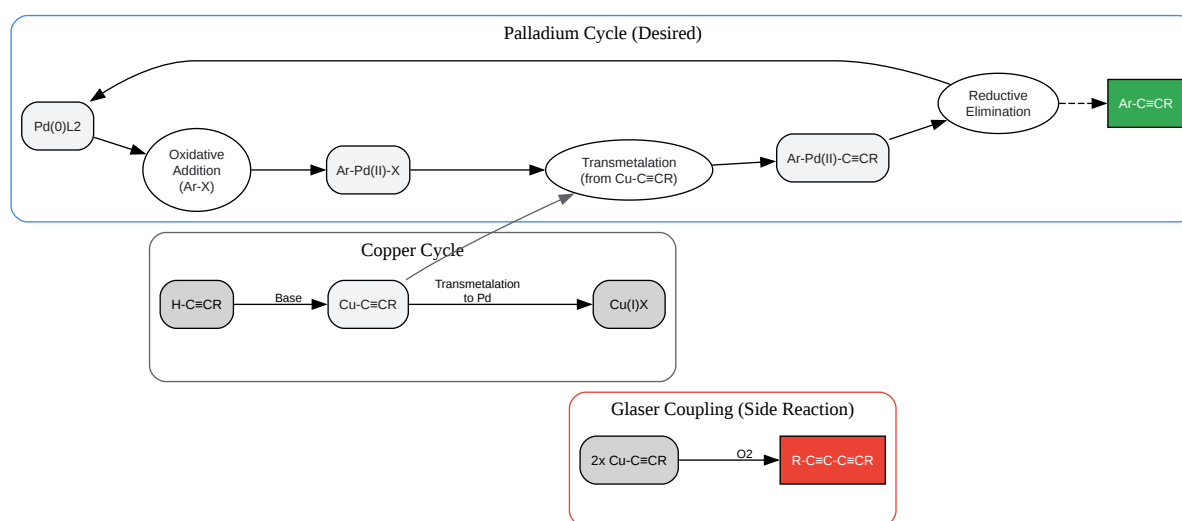 Palladium Cycle (Desired)
Pd(0)L2
Oxidative
Addition
(Ar-X)
Ar-Pd(II)-X
Transmetalation
(from Cu-C≡CR)
Ar-Pd(II)-C≡CR
Reductive
Elimination
Ar-C≡CR
Copper Cycle
H-C≡CR
Base
Cu-C≡CR
Transmetalation
to Pd
Cu(I)X
Glaser Coupling (Side Reaction)
2x Cu-C≡CR
O2
R-C≡C-C≡CR